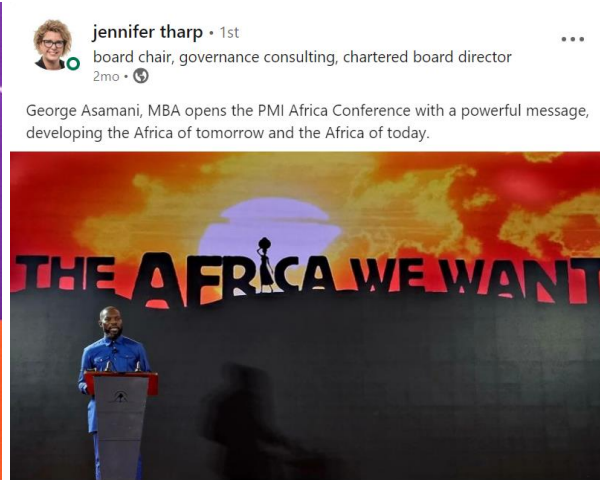 jennifer tharp • 1st
board chair, governance consulting, chartered board director
2mo •
George Asamani, MBA opens the PMI Africa Conference with a powerful message,
developing the Africa of tomorrow and the Africa of today.
THE AFRICA WE WANT